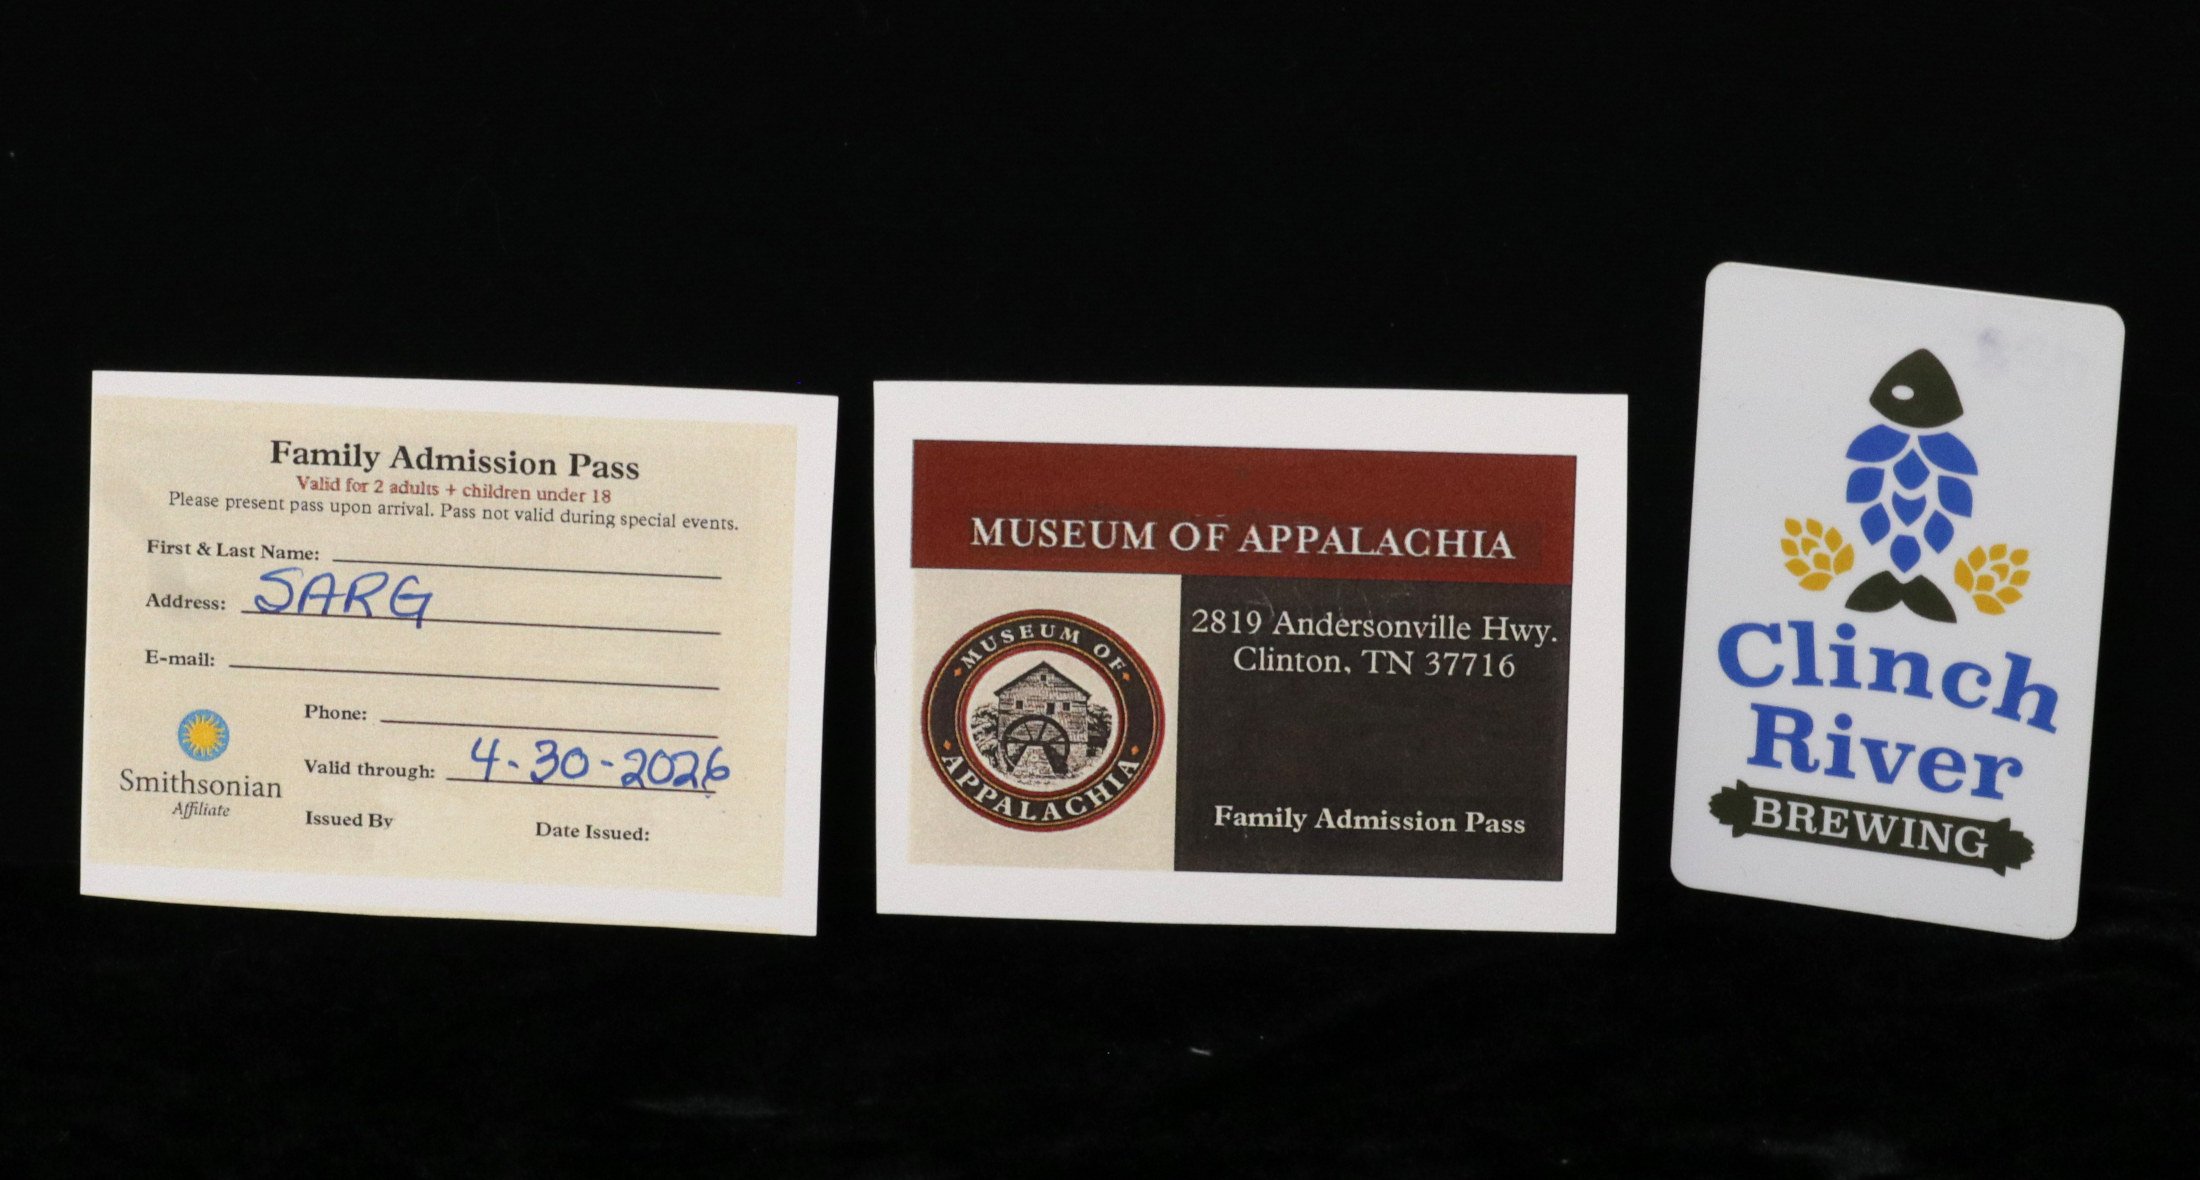 Family Admission Pass
Valid for 2 adults + children under 18
Please present pass upon arrival. Pass not valid during special events.
First & Last Name:
Address: SARG
E-mail:
Phone:
Valid through: 4-30-2026
Smithsonian
Affiliate
Issued By
Date Issued:
MUSEUM OF APPALACHIA
MUSEUM OF
APPALACHIA
2819 Andersonville Hwy.
Clinton, TN 37716
Family Admission Pass
Clinch
River
BREWING